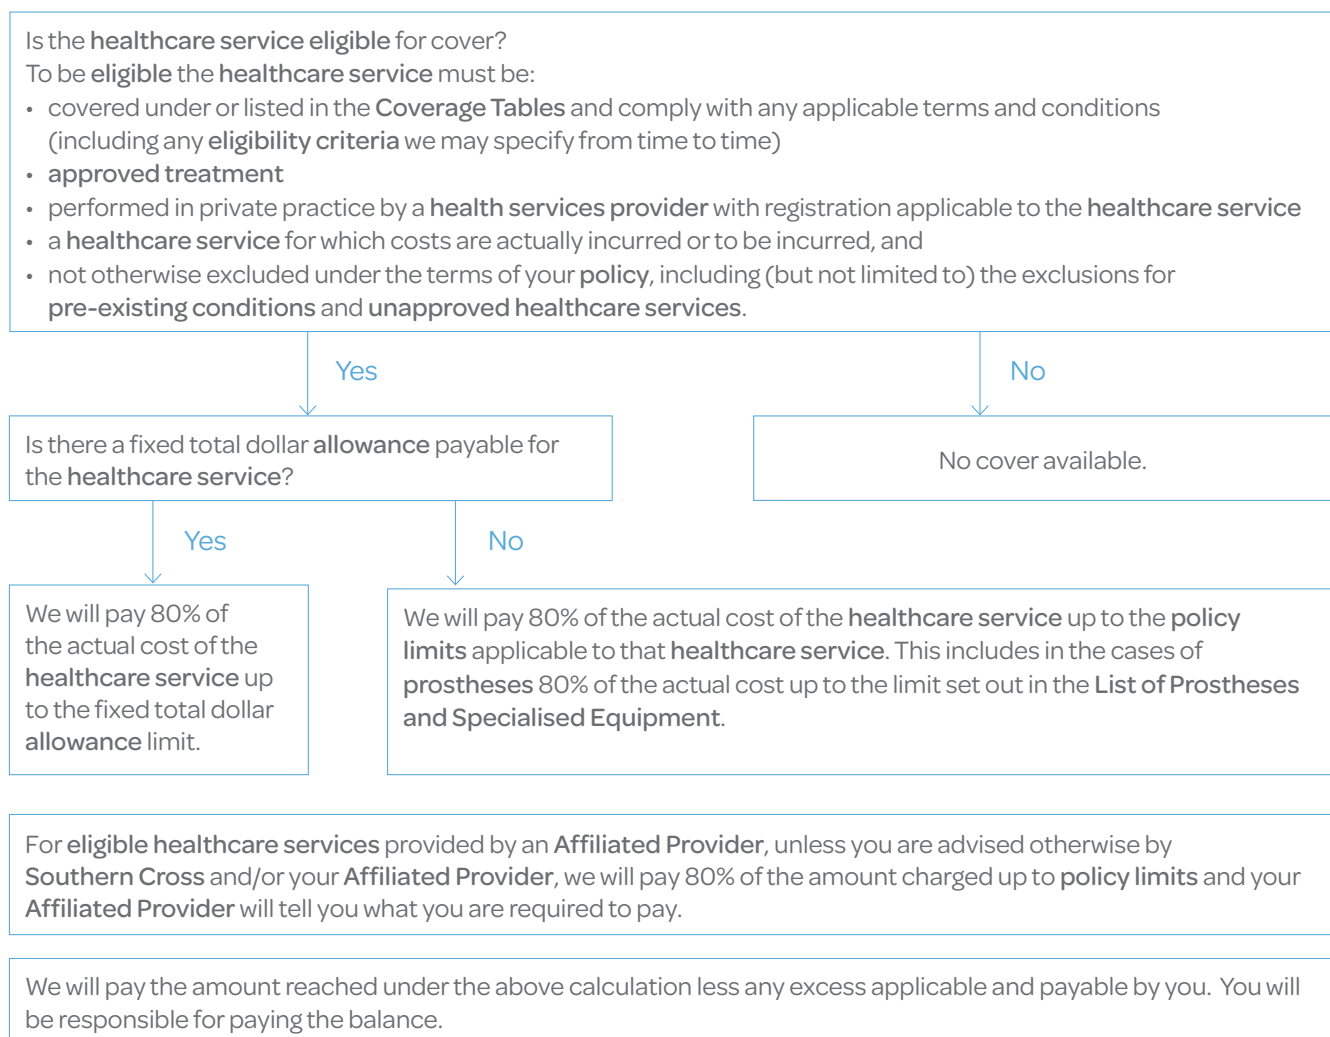 Is the healthcare service eligible for cover?
To be eligible the healthcare service must be:
• covered under or listed in the Coverage Tables and comply with any applicable terms and conditions
(including any eligibility criteria we may specify from time to time)
• approved treatment
• performed in private practice by a health services provider with registration applicable to the healthcare service
• a healthcare service for which costs are actually incurred or to be incurred, and
• not otherwise excluded under the terms of your policy, including (but not limited to) the exclusions for
pre-existing conditions and unapproved healthcare services.
Yes
No
Is there a fixed total dollar allowance payable for
the healthcare service?
No cover available.
Yes
No
We will pay 80% of
the actual cost of the
healthcare service up
to the fixed total dollar
allowance limit.
We will pay 80% of the actual cost of the healthcare service up to the policy
limits applicable to that healthcare service. This includes in the cases of
prostheses 80% of the actual cost up to the limit set out in the List of Prostheses
and Specialised Equipment.
For eligible healthcare services provided by an Affiliated Provider, unless you are advised otherwise by
Southern Cross and/or your Affiliated Provider, we will pay 80% of the amount charged up to policy limits and your
Affiliated Provider will tell you what you are required to pay.
We will pay the amount reached under the above calculation less any excess applicable and payable by you. You will
be responsible for paying the balance.